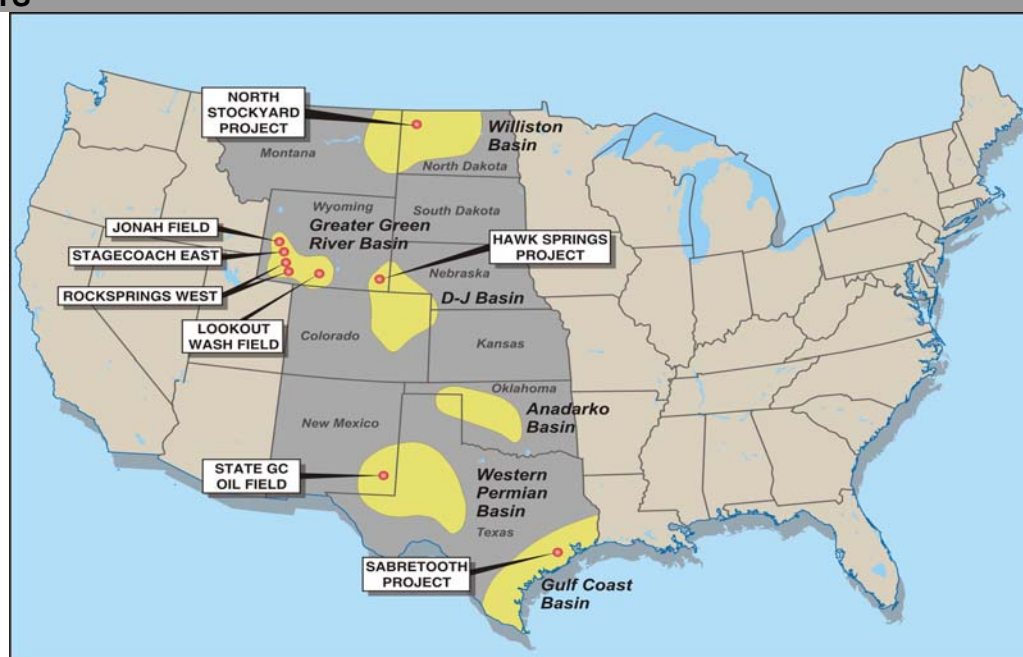 NORTH
STOCKYARD
PROJECT
Williston
Basin
Montana
North Dakota
Wyoming
South Dakota
JONAH FIELD
Greater Green
River Basin
HAWK SPRINGS
PROJECT
STAGECOACH EAST
Nebraska
ROCKSPRINGS WEST
D-J Basin
LOOKOUT
WASH FIELD
Colorado
Kansas
Oklahoma
Anadarko
Basin
New Mexico
STATE GC
OIL FIELD
Western
Permian
Basin
Texas
SABRETOOTH
PROJECT
Gulf Coast
Basin